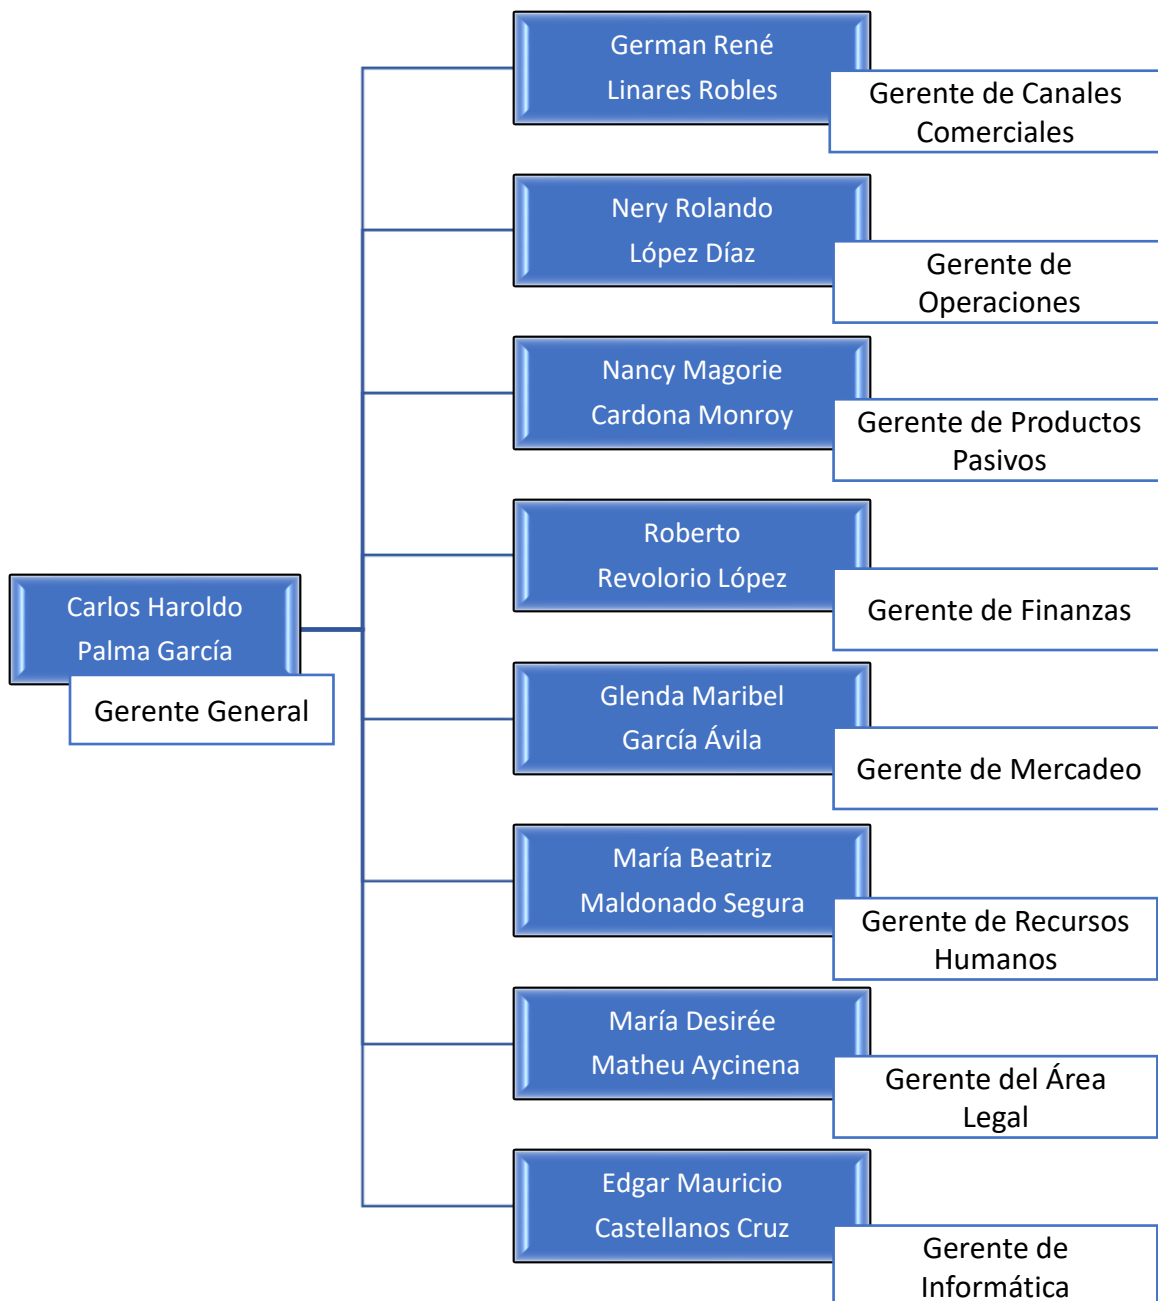 German René
Linares Robles
Gerente de Canales
Comerciales
Nery Rolando
López Díaz
Gerente de
Operaciones
Nancy Magorie
Cardona Monroy
Gerente de Productos
Pasivos
Roberto
Revolorio López
Gerente de Finanzas
Carlos Haroldo
Palma García
Gerente General
Glenda Maribel
García Ávila
Gerente de Mercadeo
María Beatriz
Maldonado Segura
Gerente de Recursos
Humanos
María Desirée
Matheu Aycinena
Gerente del Área
Legal
Edgar Mauricio
Castellanos Cruz
Gerente de
Informática